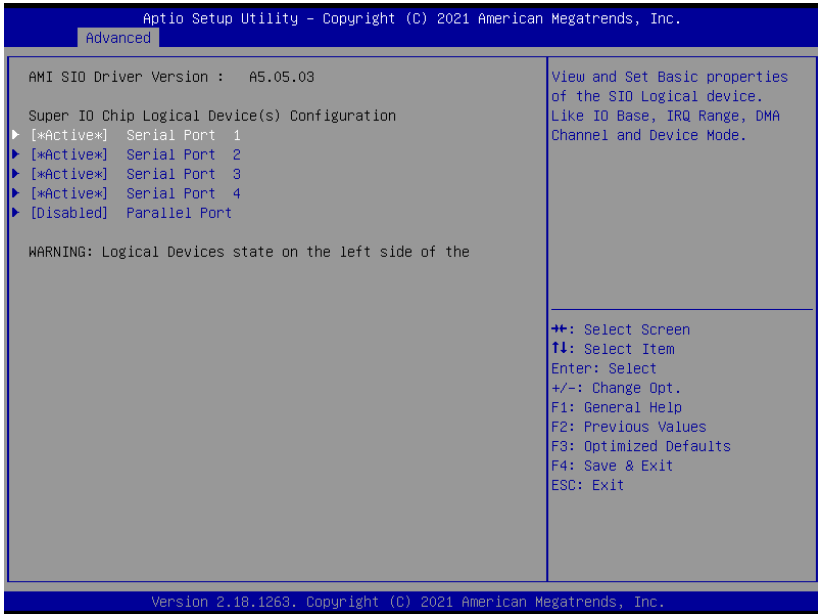 Aptio Setup Utility – Copyright (C) 2021 American Megatrends, Inc.
Advanced
AMI SIO Driver Version : A5.05.03
Super IO Chip Logical Device(s) Configuration
[*Active*] Serial Port 1
[*Active*] Serial Port 2
[*Active*] Serial Port 3
[*Active*] Serial Port 4
[Disabled] Parallel Port
WARNING: Logical Devices state on the left side of the
View and Set Basic properties
of the SIO Logical device.
Like IO Base, IRQ Range, DMA
Channel and Device Mode.
→←: Select Screen
↑↓: Select Item
Enter: Select
+/-: Change Opt.
F1: General Help
F2: Previous Values
F3: Optimized Defaults
F4: Save & Exit
ESC: Exit
Version 2.18.1263. Copyright (C) 2021 American Megatrends, Inc.